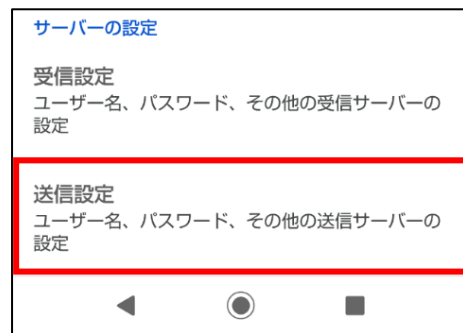 サーバーの設定
受信設定
ユーザー名、パスワード、その他の受信サーバーの
設定
送信設定
ユーザー名、パスワード、その他の送信サーバーの
設定